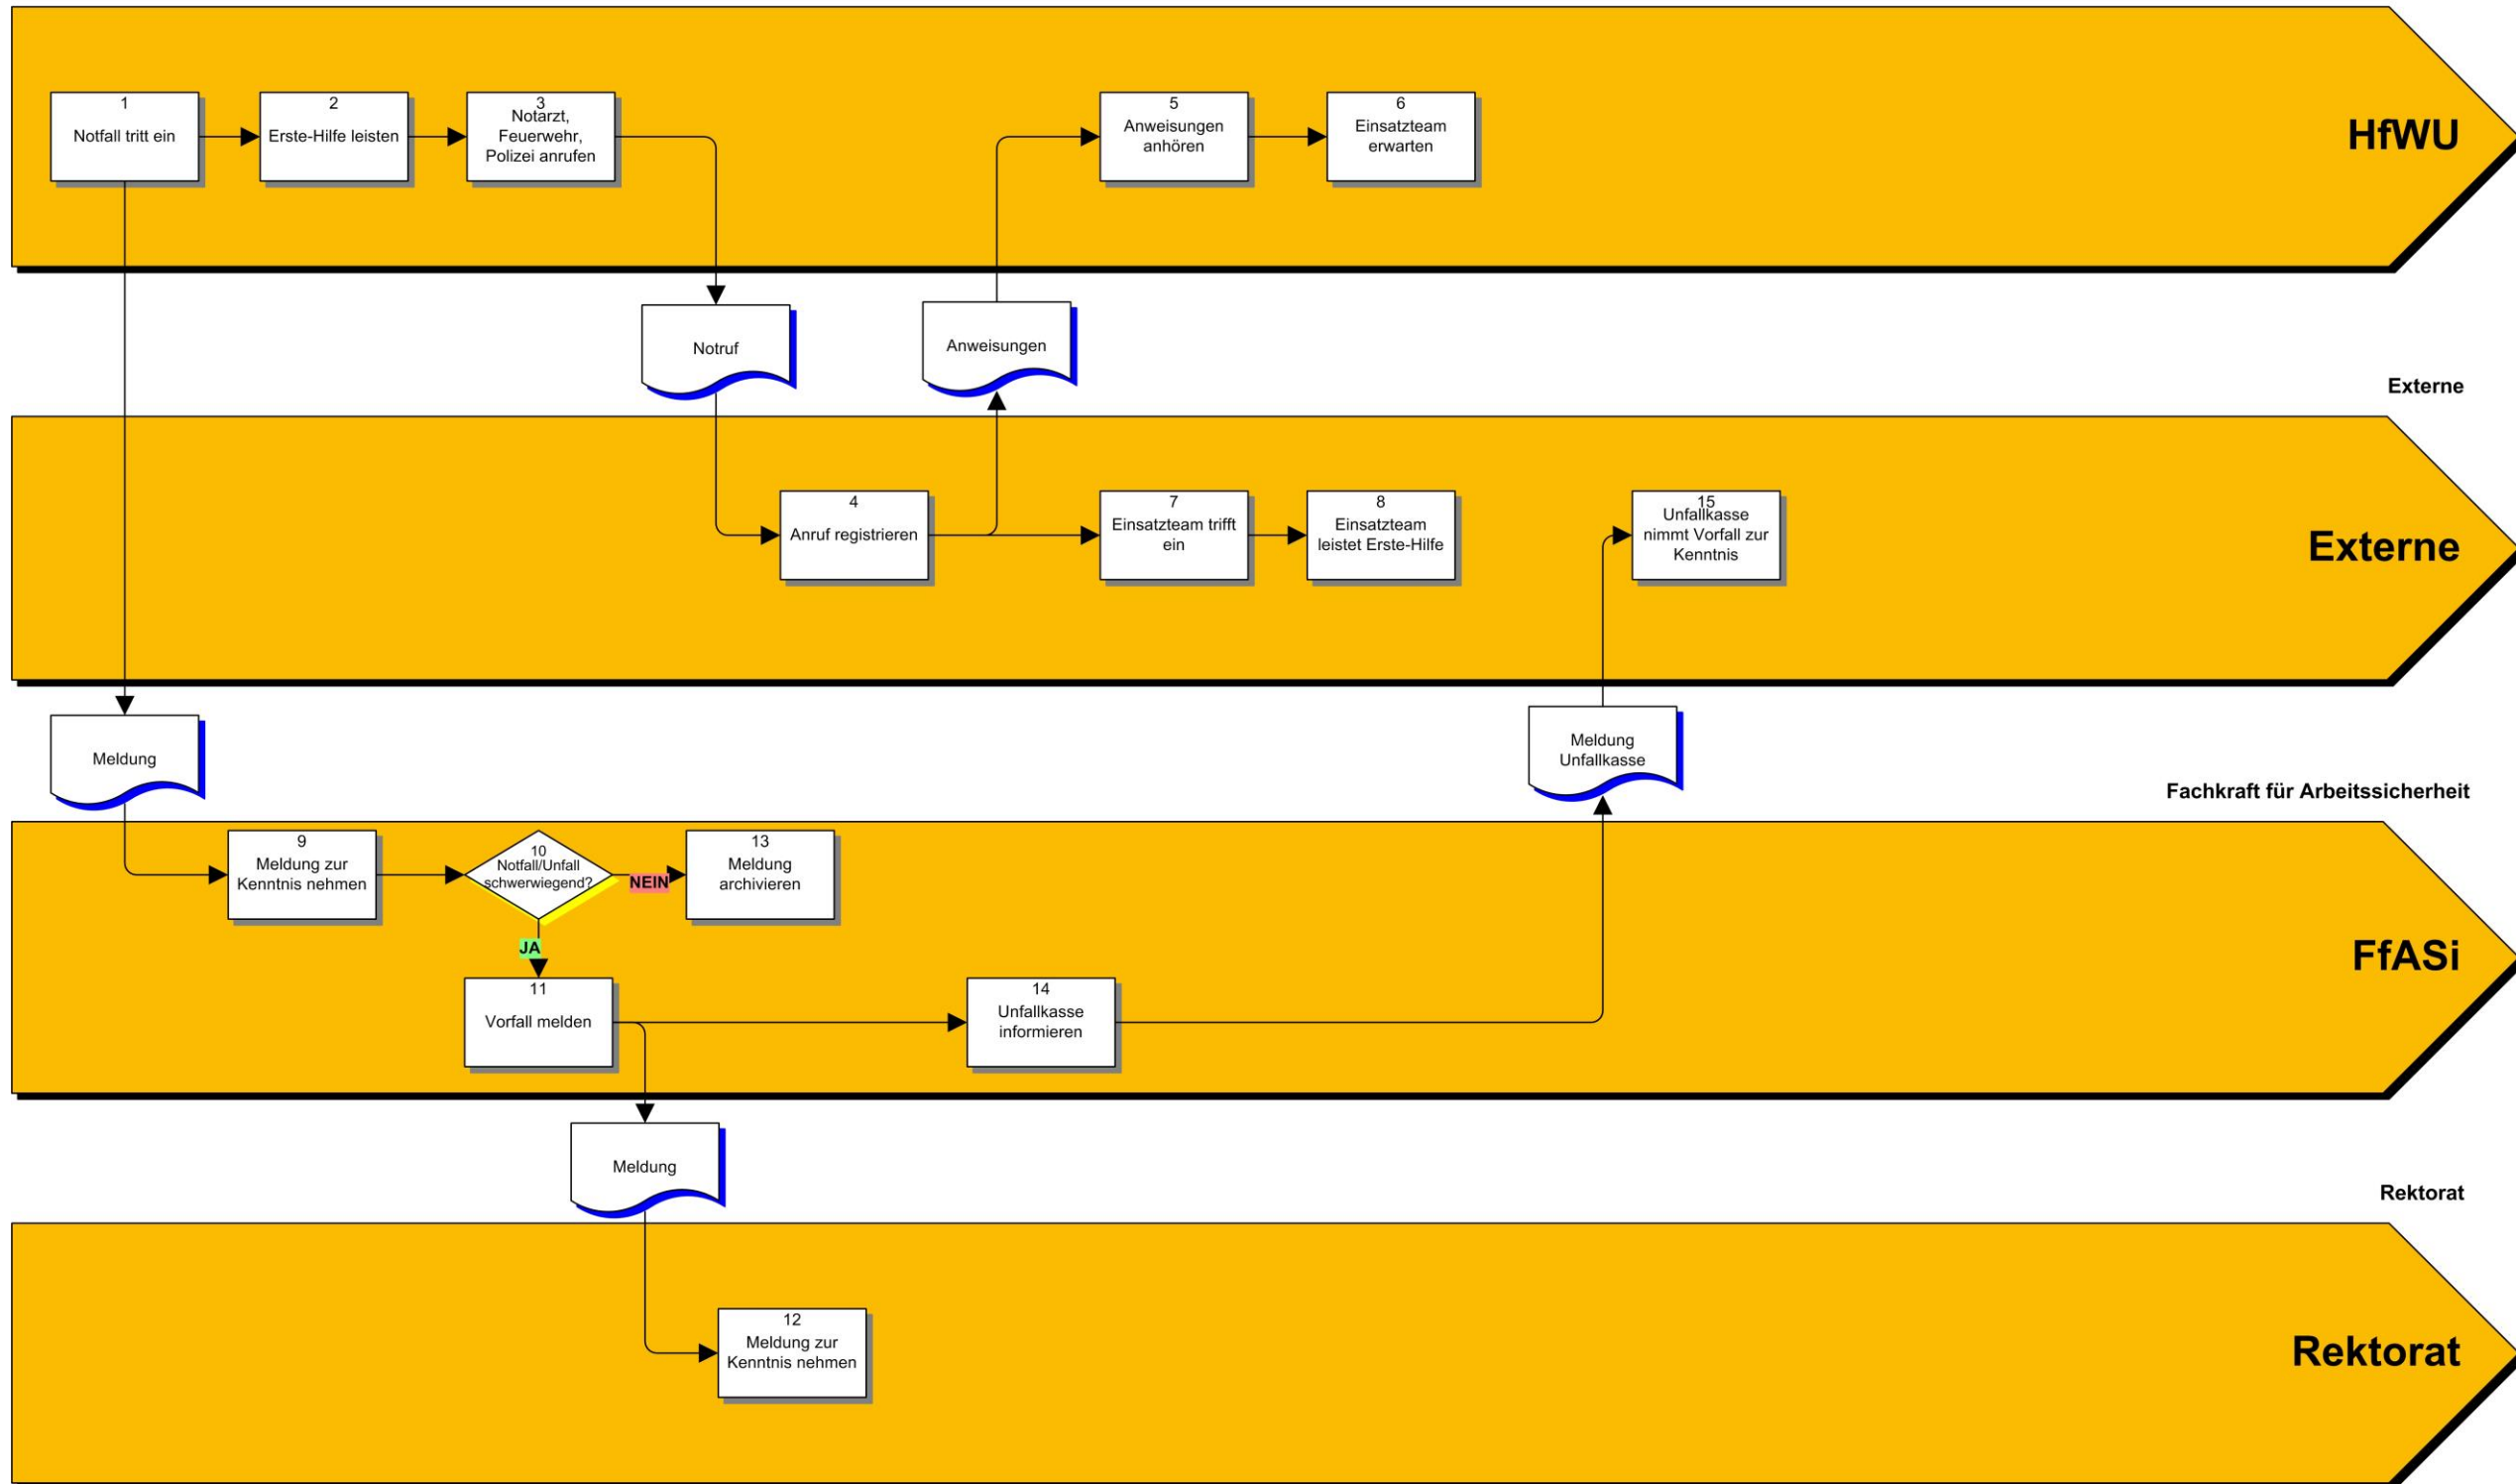 1
Notfall tritt ein
2
Erste-Hilfe leisten
3
Notarzt,
Feuerwehr,
Polizei anrufen
5
Anweisungen
anhören
6
Einsatzteam
erwarten
HfWU
Notruf
Anweisungen
Externe
4
Anruf registrieren
7
Einsatzteam trifft
ein
8
Einsatzteam
leistet Erste-Hilfe
15
Unfallkasse
nimmt Vorfall zur
Kenntnis
Externe
Meldung
Meldung
Unfallkasse
Fachkraft für Arbeitssicherheit
9
Meldung zur
Kenntnis nehmen
10
Notfall/Unfall
schwerwiegend?
NEIN
13
Meldung
archivieren
JA
FfASi
11
Vorfall melden
14
Unfallkasse
informieren
Meldung
Rektorat
12
Meldung zur
Kenntnis nehmen
Rektorat